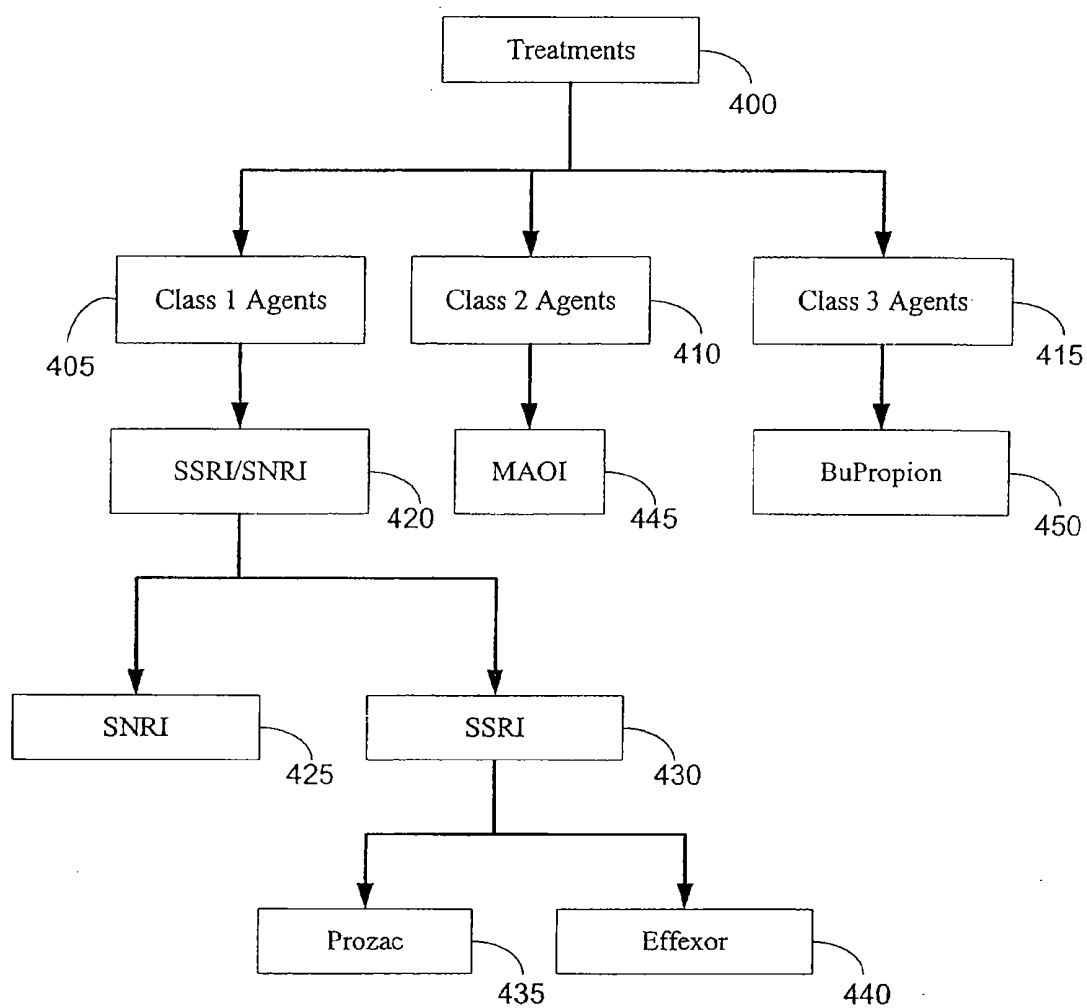 Treatments
400
Class 1 Agents
Class 2 Agents
Class 3 Agents
405
410
415
SSRI/SNRI
MAOI
BuPropion
420
445
450
SNRI
SSRI
425
430
Prozac
Effexor
435
440